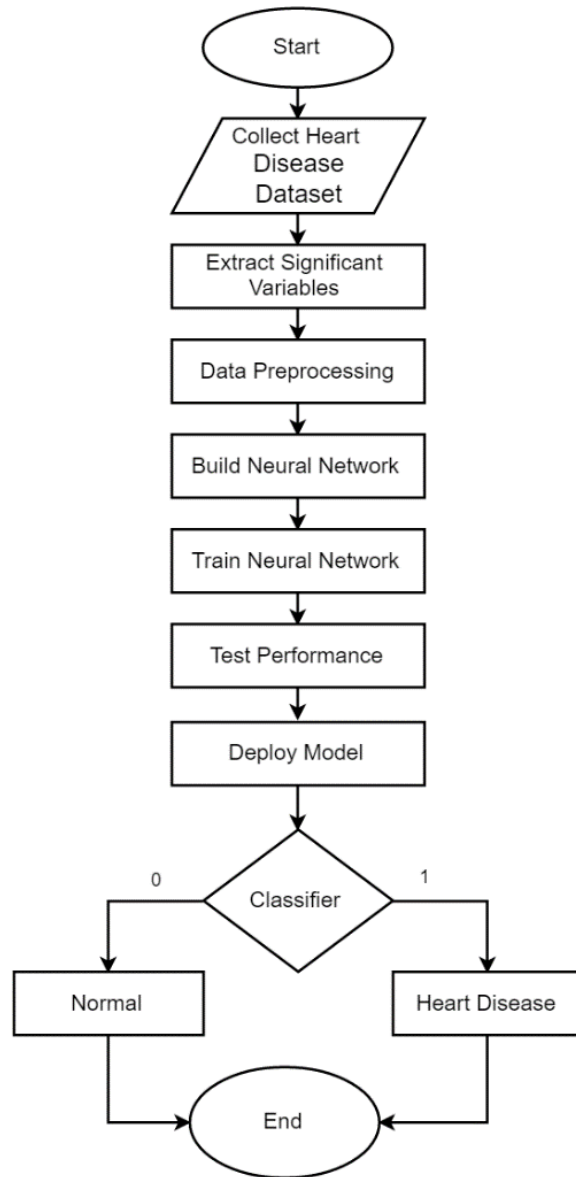 Start
Collect Heart
Disease
Dataset
Extract Significant
Variables
Data Preprocessing
Build Neural Network
Train Neural Network
Test Performance
Deploy Model
0
Classifier
1
Normal
Heart Disease
End